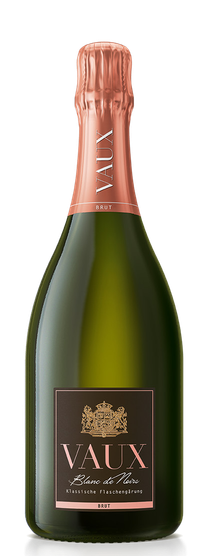 VAUX
BRUT
VAUX
Blanc de Noirs
Klassische Flaschengärung
BRUT